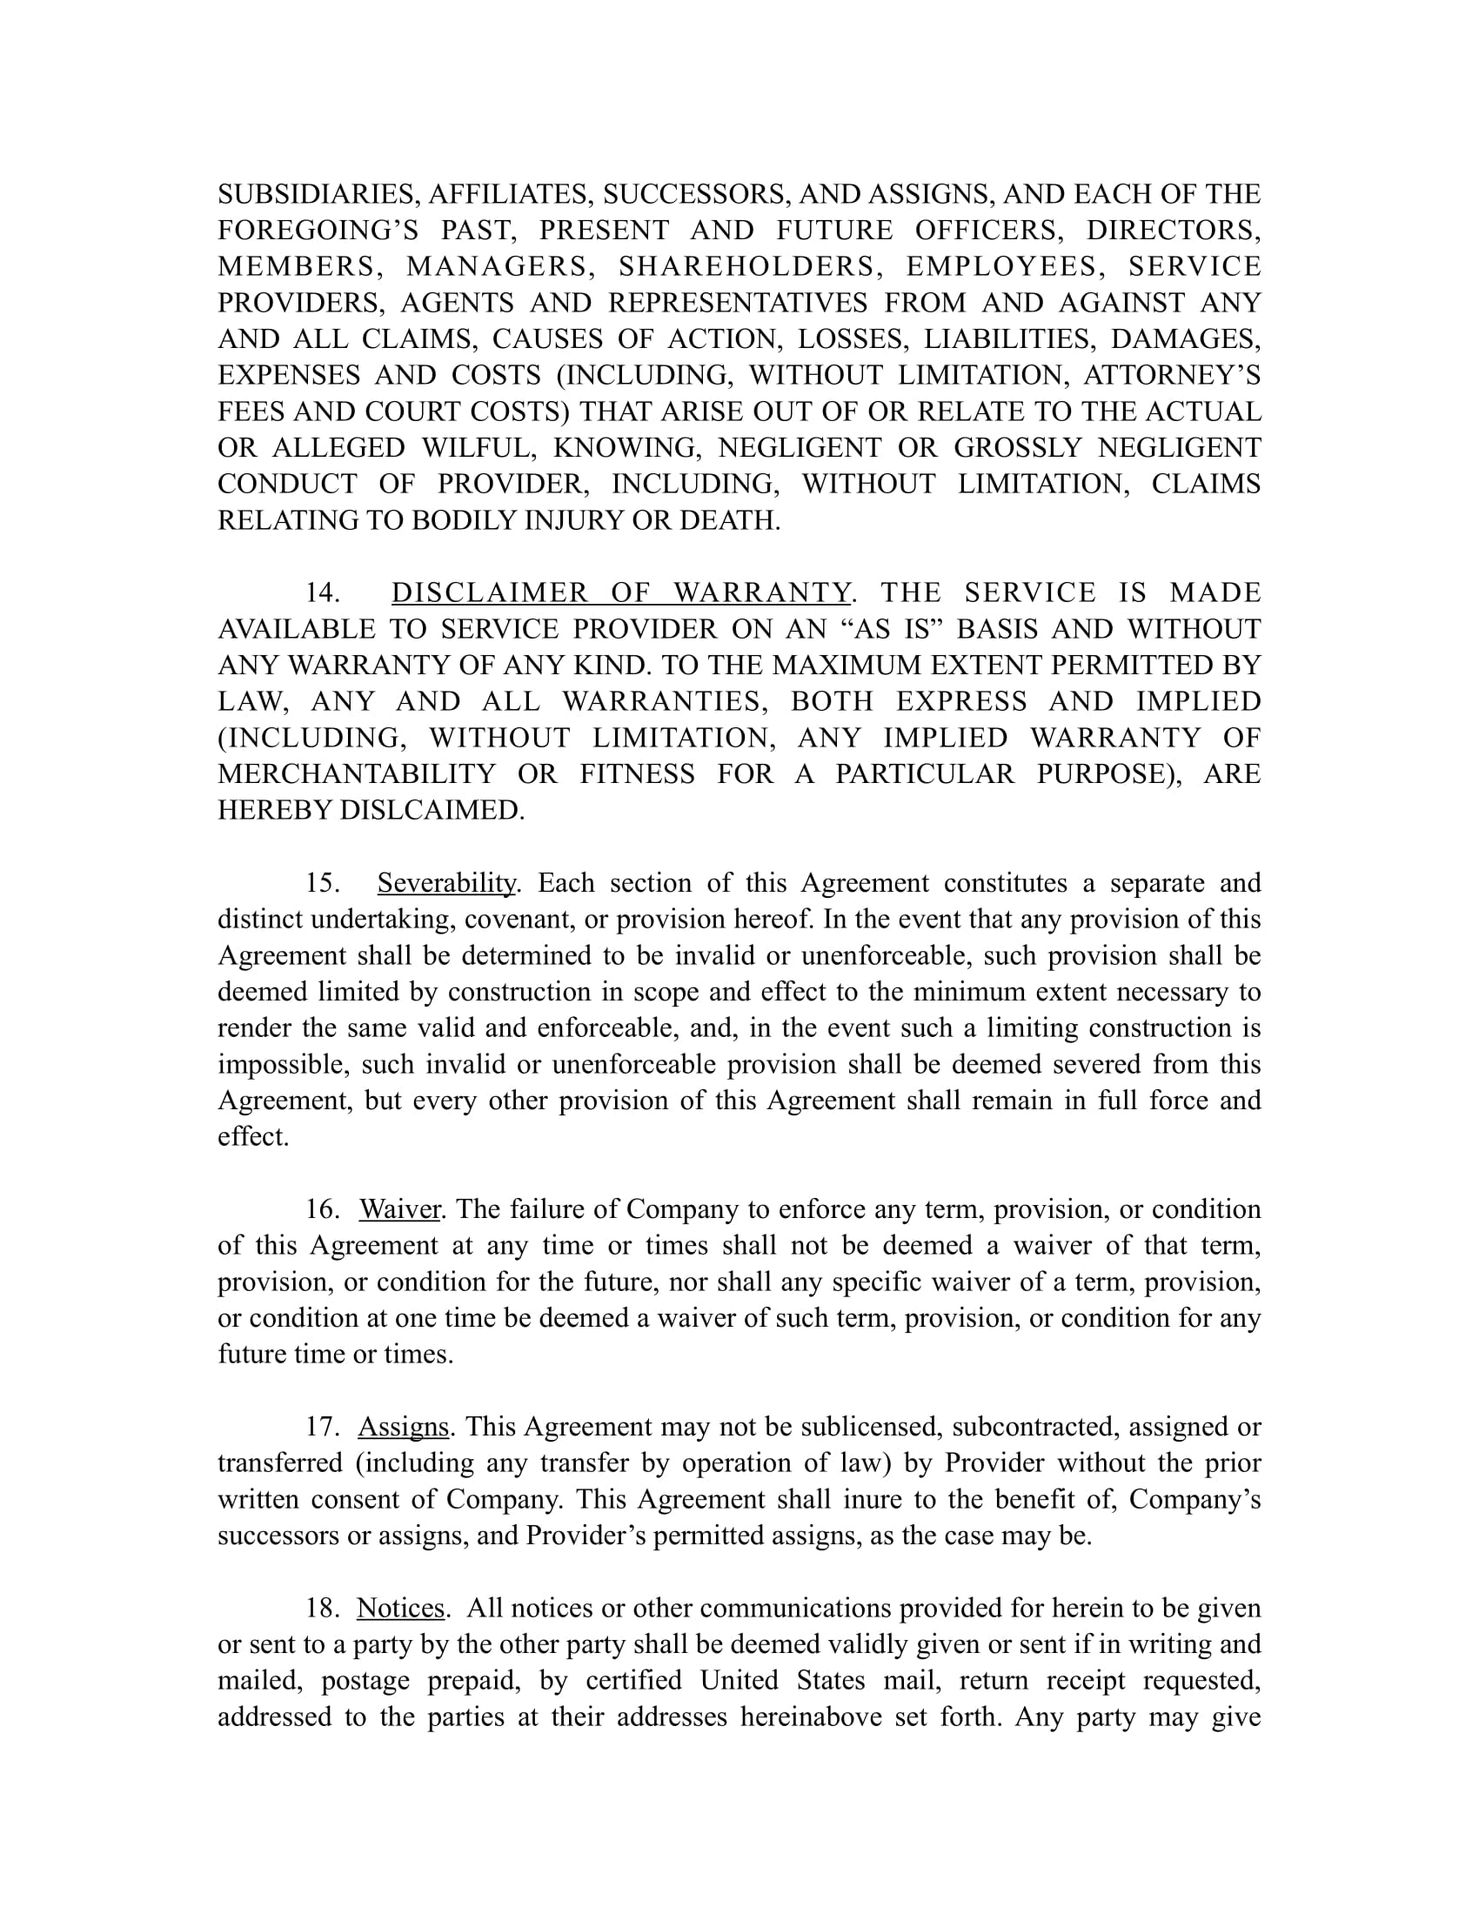 SUBSIDIARIES, AFFILIATES, SUCCESSORS, AND ASSIGNS, AND EACH OF THE
FOREGOING’S PAST, PRESENT AND FUTURE OFFICERS, DIRECTORS,
MEMBERS, MANAGERS, SHAREHOLDERS, EMPLOYEES, SERVICE
PROVIDERS, AGENTS AND REPRESENTATIVES FROM AND AGAINST ANY
AND ALL CLAIMS, CAUSES OF ACTION, LOSSES, LIABILITIES, DAMAGES,
EXPENSES AND COSTS (INCLUDING, WITHOUT LIMITATION, ATTORNEY’S
FEES AND COURT COSTS) THAT ARISE OUT OF OR RELATE TO THE ACTUAL
OR ALLEGED WILFUL, KNOWING, NEGLIGENT OR GROSSLY NEGLIGENT
CONDUCT OF PROVIDER, INCLUDING, WITHOUT LIMITATION, CLAIMS
RELATING TO BODILY INJURY OR DEATH.
14. DISCLAIMER OF WARRANTY. THE SERVICE IS MADE
AVAILABLE TO SERVICE PROVIDER ON AN “AS IS” BASIS AND WITHOUT
ANY WARRANTY OF ANY KIND. TO THE MAXIMUM EXTENT PERMITTED BY
LAW, ANY AND ALL WARRANTIES, BOTH EXPRESS AND IMPLIED
(INCLUDING, WITHOUT LIMITATION, ANY IMPLIED WARRANTY OF
MERCHANTABILITY OR FITNESS FOR A PARTICULAR PURPOSE), ARE
HEREBY DISLCAIMED.
15. Severability. Each section of this Agreement constitutes a separate and
distinct undertaking, covenant, or provision hereof. In the event that any provision of this
Agreement shall be determined to be invalid or unenforceable, such provision shall be
deemed limited by construction in scope and effect to the minimum extent necessary to
render the same valid and enforceable, and, in the event such a limiting construction is
impossible, such invalid or unenforceable provision shall be deemed severed from this
Agreement, but every other provision of this Agreement shall remain in full force and
effect.
16. Waiver. The failure of Company to enforce any term, provision, or condition
of this Agreement at any time or times shall not be deemed a waiver of that term,
provision, or condition for the future, nor shall any specific waiver of a term, provision,
or condition at one time be deemed a waiver of such term, provision, or condition for any
future time or times.
17. Assigns. This Agreement may not be sublicensed, subcontracted, assigned or
transferred (including any transfer by operation of law) by Provider without the prior
written consent of Company. This Agreement shall inure to the benefit of, Company’s
successors or assigns, and Provider’s permitted assigns, as the case may be.
18. Notices. All notices or other communications provided for herein to be given
or sent to a party by the other party shall be deemed validly given or sent if in writing and
mailed, postage prepaid, by certified United States mail, return receipt requested,
addressed to the parties at their addresses hereinabove set forth. Any party may give